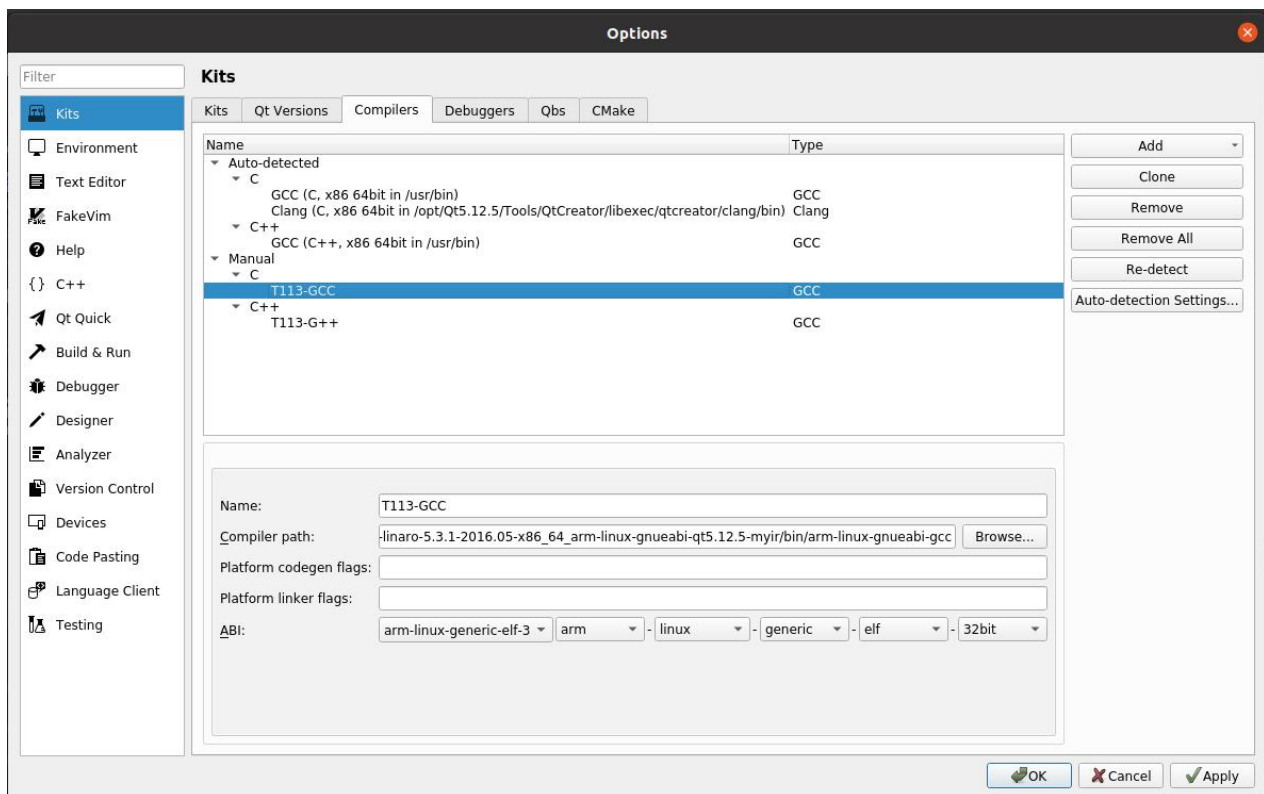 Options
Filter
Kits
Environment
Text Editor
FakeVim
Help
{} C++
Qt Quick
Build & Run
Debugger
Designer
Analyzer
Version Control
Devices
Code Pasting
Language Client
Testing
Kits
Kits Qt Versions Compilers Debuggers Qbs CMake
Name Type
Auto-detected
C
GCC (C, x86 64bit in /usr/bin) GCC
Clang (C, x86 64bit in /opt/Qt5.12.5/Tools/QtCreator/libexec/qtcreator/clang/bin) Clang
C++
GCC (C++, x86 64bit in /usr/bin) GCC
Manual
C
T113-GCC GCC
C++
T113-G++ GCC
Add
Clone
Remove
Remove All
Re-detect
Auto-detection Settings...
Name: T113-GCC
Compiler path: -linaro-5.3.1-2016.05-x86_64_arm-linux-gnueabi-qt5.12.5-myir/bin/arm-linux-gnueabi-gcc Browse...
Platform codegen flags:
Platform linker flags:
ABI: arm-linux-generic-elf-3 arm - linux - generic - elf - 32bit
OK Cancel Apply